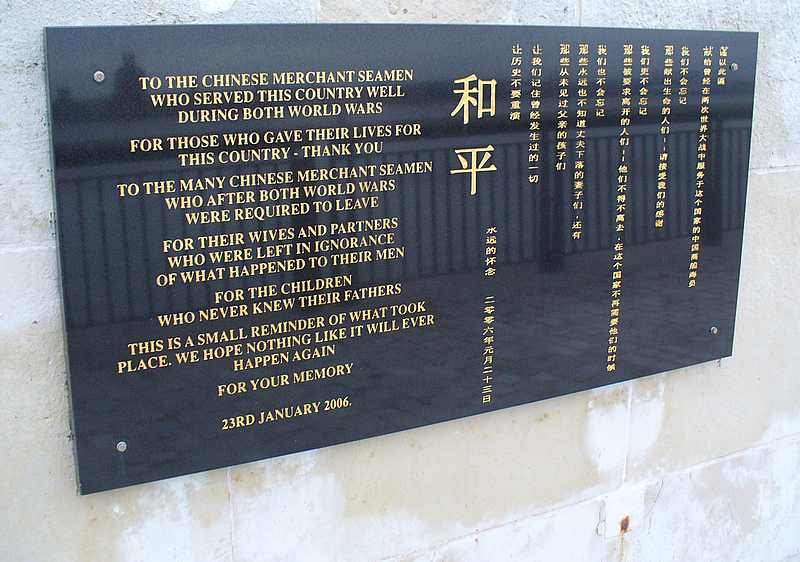 TO THE CHINESE MERCHANT SEAMEN
WHO SERVED THIS COUNTRY WELL
DURING BOTH WORLD WARS
FOR THOSE WHO GAVE THEIR LIVES FOR
THIS COUNTRY - THANK YOU
TO THE MANY CHINESE MERCHANT SEAMEN
WHO AFTER BOTH WORLD WARS
WERE REQUIRED TO LEAVE
FOR THEIR WIVES AND PARTNERS
WHO WERE LEFT IN IGNORANCE
OF WHAT HAPPENED TO THEIR MEN
FOR THE CHILDREN
WHO NEVER KNEW THEIR FATHERS
THIS IS A SMALL REMINDER OF WHAT TOOK
PLACE. WE HOPE NOTHING LIKE IT WILL EVER
HAPPEN AGAIN
FOR YOUR MEMORY
23RD JANUARY 2006.
谨以此匾
献给曾经在两次世界大战中服务于这个国家的中国商船海员
我们不会忘记
那些献出生命的人们--请接受我们的感谢
我们更不会忘记
那些被要求离开的人们--他们不得不离去,在这个国家不再需要他们的时候
我们也不会忘记
那些永远也不知道丈夫下落的妻子们,还有
那些从未见过父亲的孩子们
让我们记住曾经发生过的一切
让历史不要重演
和平
永远的怀念 二零零六年元月二十三日